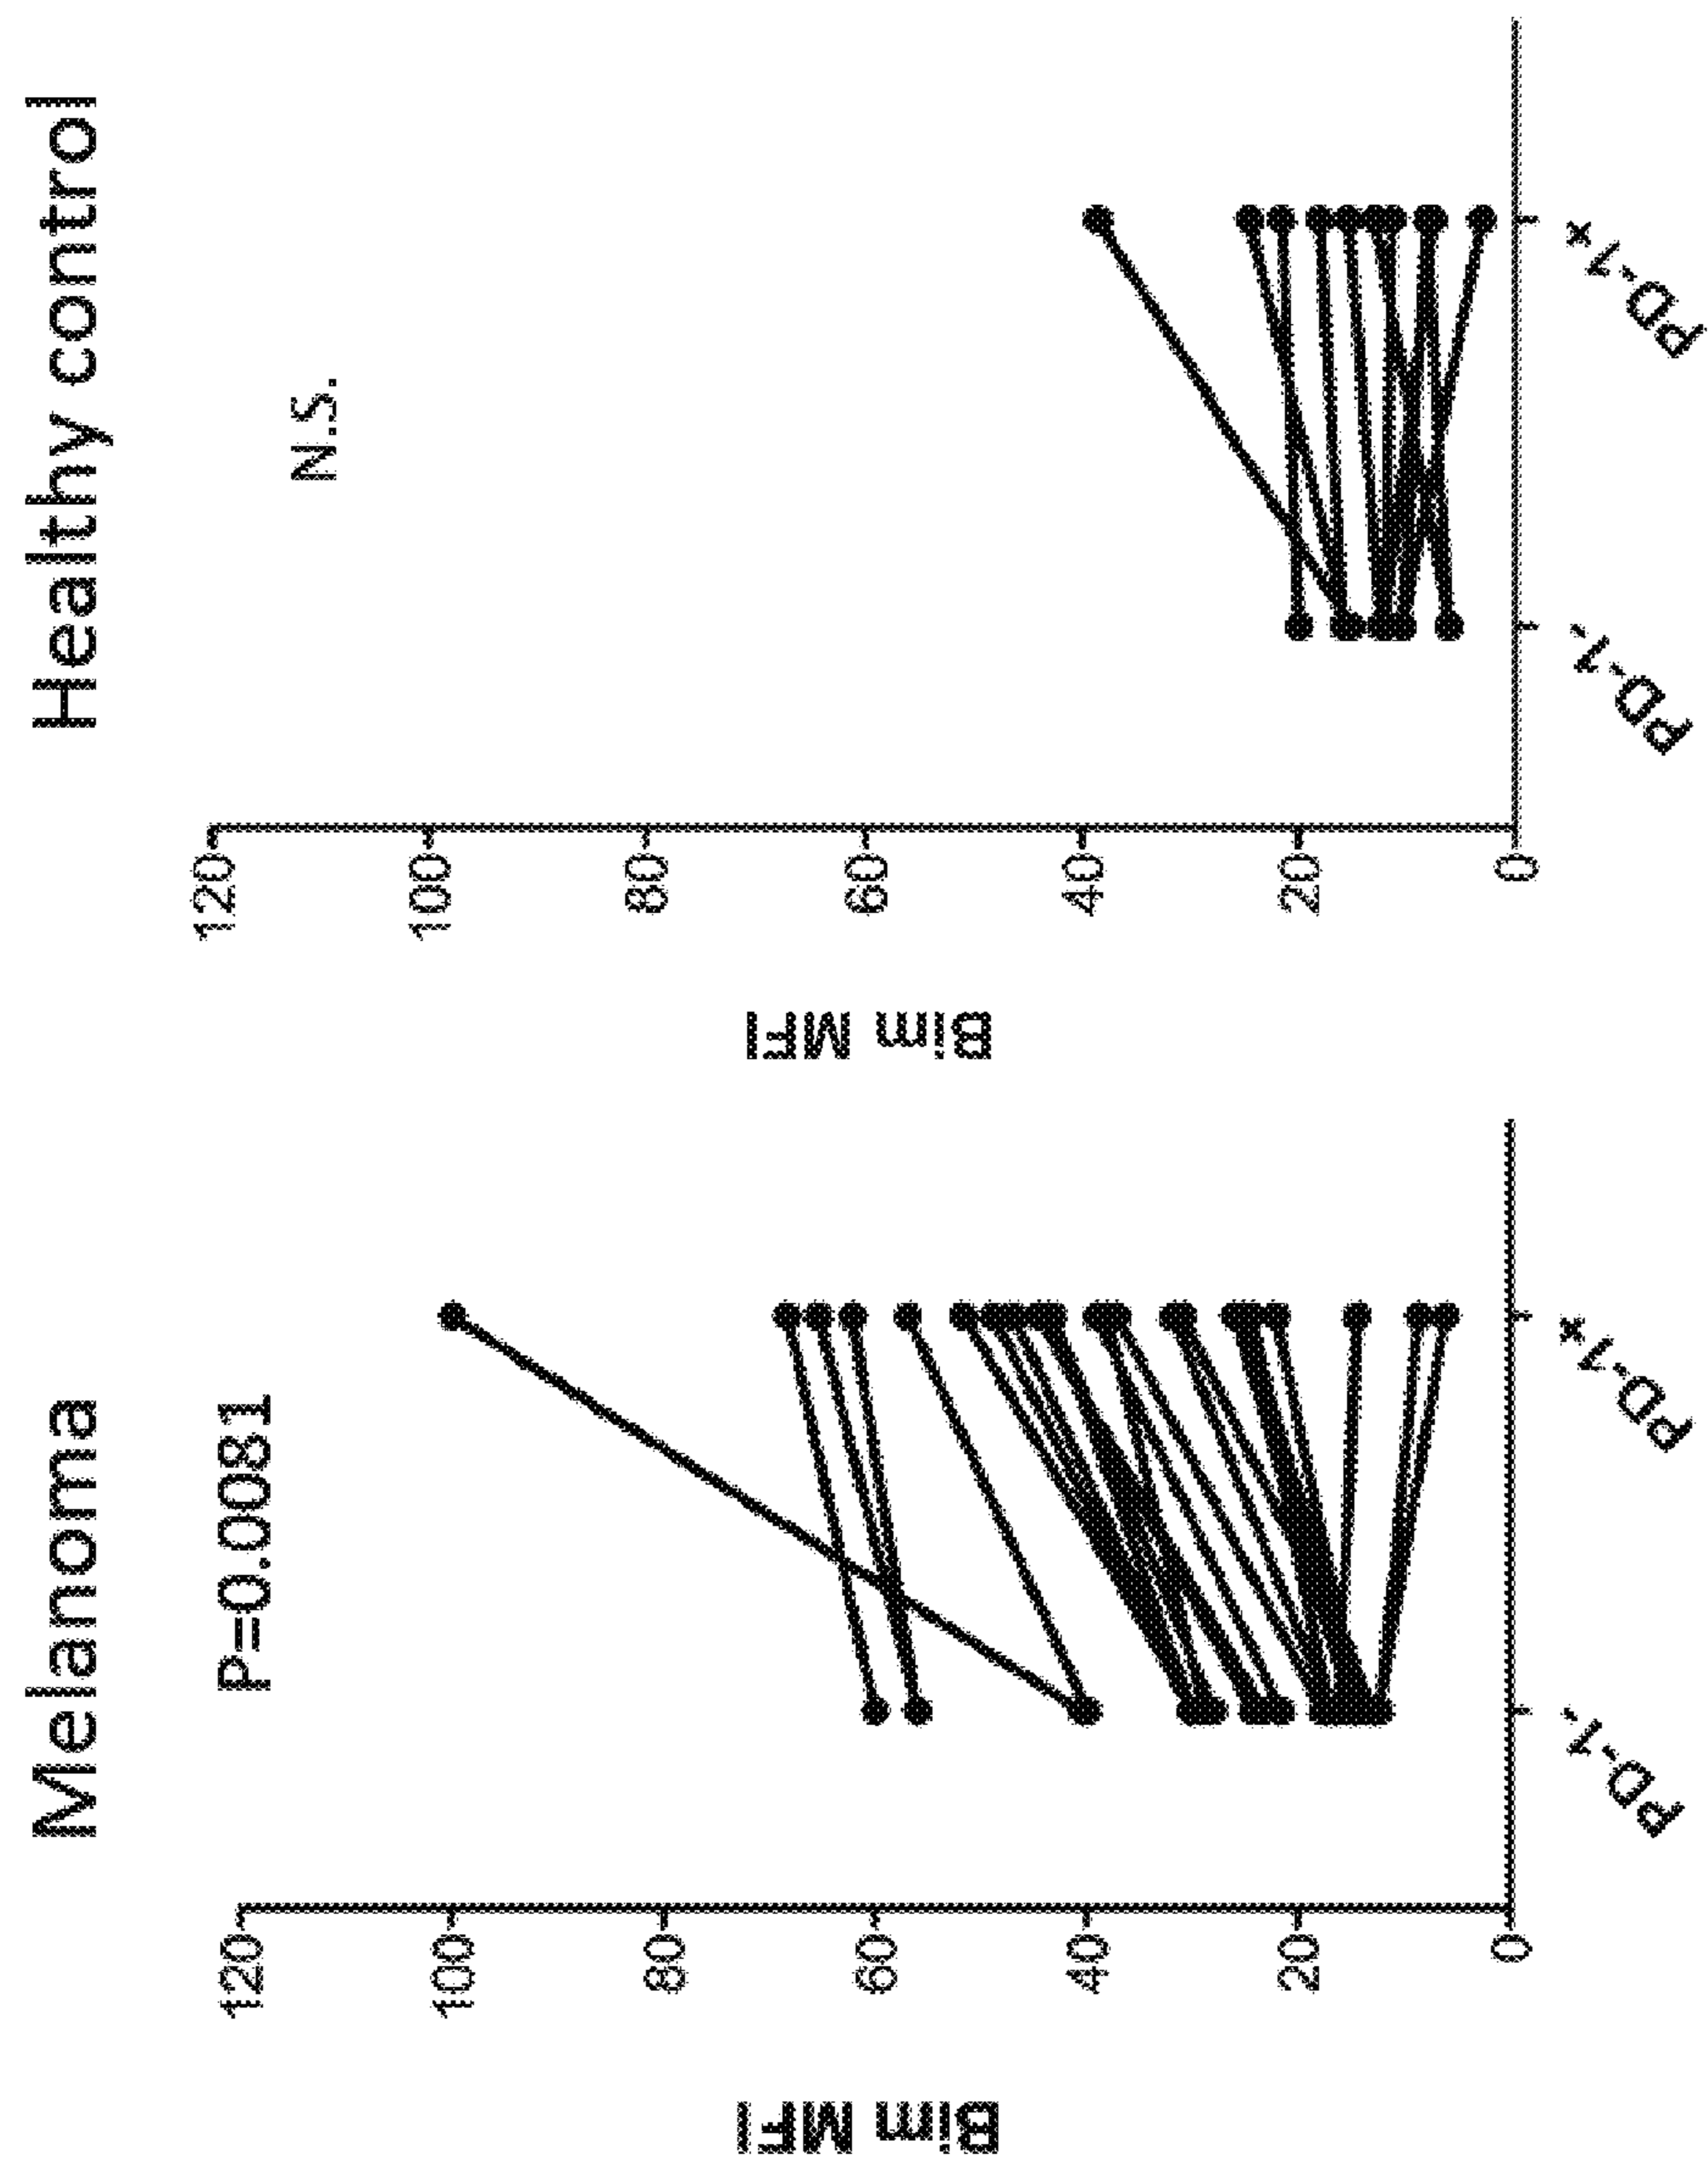 Melanoma
P=0.0081
Bim MFI
120
100
80
60
40
20
0
PD-1-
PD-1+
Healthy control
N.S.
Bim MFI
120
100
80
60
40
20
0
PD-1-
PD-1+